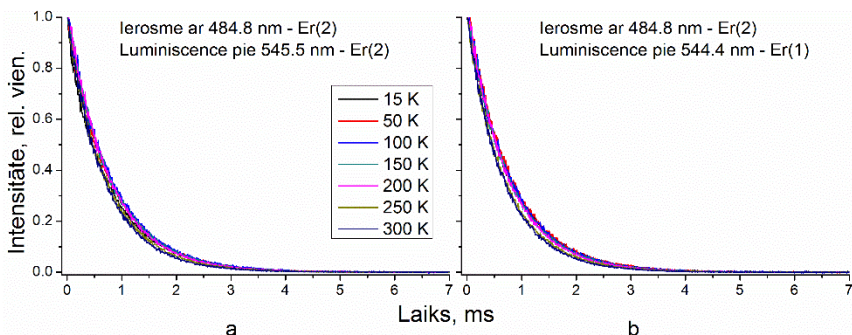 Ierosme ar 484.8 nm - Er(2)
Luminiscence pie 545.5 nm - Er(2)
Ierosme ar 484.8 nm - Er(2)
Luminiscence pie 544.4 nm - Er(1)
Intensitāte, rel. vien.
1.0
0.8
0.6
0.4
0.2
0.0
15 K
50 K
100 K
150 K
200 K
250 K
300 K
0 1 2 3 4 5 6 7
0 1 2 3 4 5 6 7
Laiks, ms
a
b